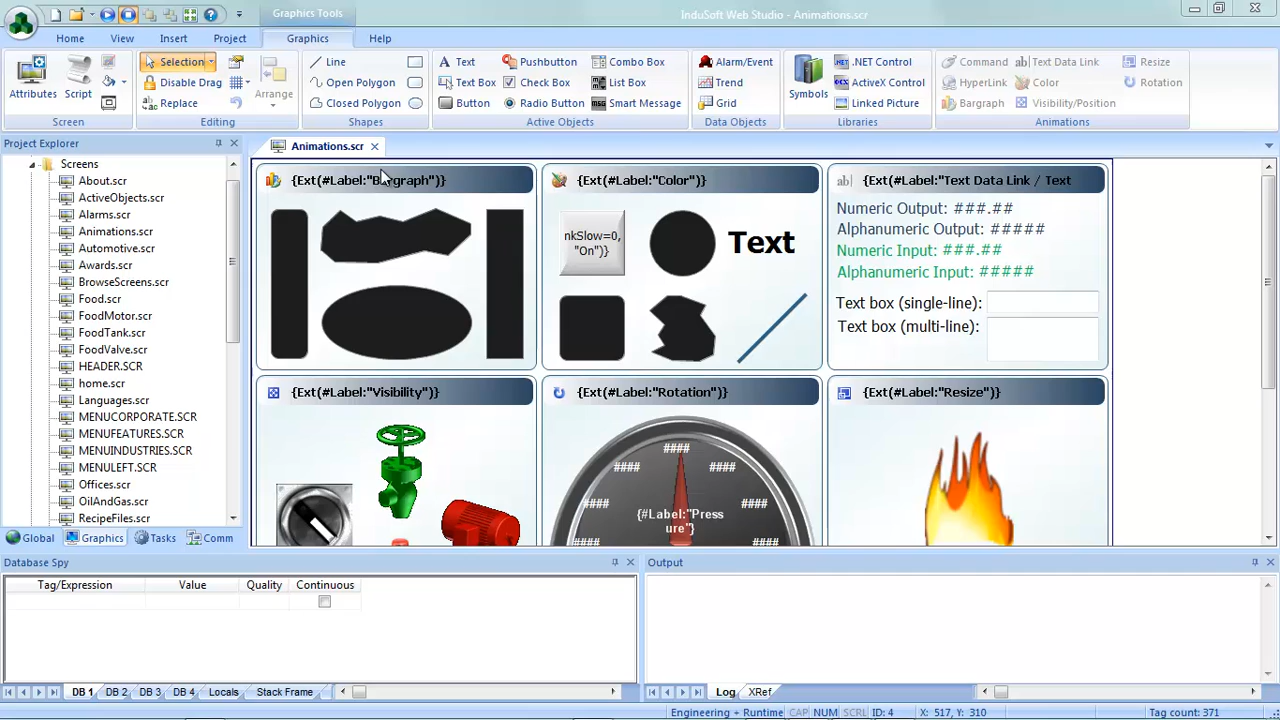 Graphics Tools
InduSoft Web Studio - Animations.scr
Home View Insert Project Graphics Help
Attributes
Script
Screen
Selection
Disable Drag
Replace
Arrange
Editing
Line
Open Polygon
Closed Polygon
Shapes
Text
Text Box
Button
Pushbutton
Check Box
Radio Button
Combo Box
List Box
Smart Message
Active Objects
Alarm/Event
Trend
Grid
Data Objects
Symbols
.NET Control
ActiveX Control
Linked Picture
Libraries
Command
HyperLink
Bargraph
Text Data Link
Color
Visibility/Position
Resize
Rotation
Animations
Project Explorer
Screens
About.scr
ActiveObjects.scr
Alarms.scr
Animations.scr
Automotive.scr
Awards.scr
BrowseScreens.scr
Food.scr
FoodMotor.scr
FoodTank.scr
FoodValve.scr
HEADER.SCR
home.scr
Languages.scr
MENUCORPORATE.SCR
MENUFEATURES.SCR
MENUINDUSTRIES.SCR
MENULEFT.SCR
Offices.scr
OilAndGas.scr
RecipeFiles.scr
Global Graphics Tasks Comm
Animations.scr
{Ext(#Label:"Bargraph")}
{Ext(#Label:"Color")}
nkSlow=0,
"On")}
Text
{Ext(#Label:"Text Data Link / Text
Numeric Output: ###.##
Alphanumeric Output: #####
Numeric Input: ###.##
Alphanumeric Input: #####
Text box (single-line):
Text box (multi-line):
{Ext(#Label:"Visibility")}
{Ext(#Label:"Rotation")}
####
#### ####
#### ####
{#Label:"Press
ure"}
#### ####
{Ext(#Label:"Resize")}
Database Spy
Tag/Expression Value Quality Continuous
DB 1 DB 2 DB 3 DB 4 Locals Stack Frame
Output
Log XRef
Engineering + Runtime CAP NUM SCRL ID: 4 X: 517, Y: 310 Tag count: 371